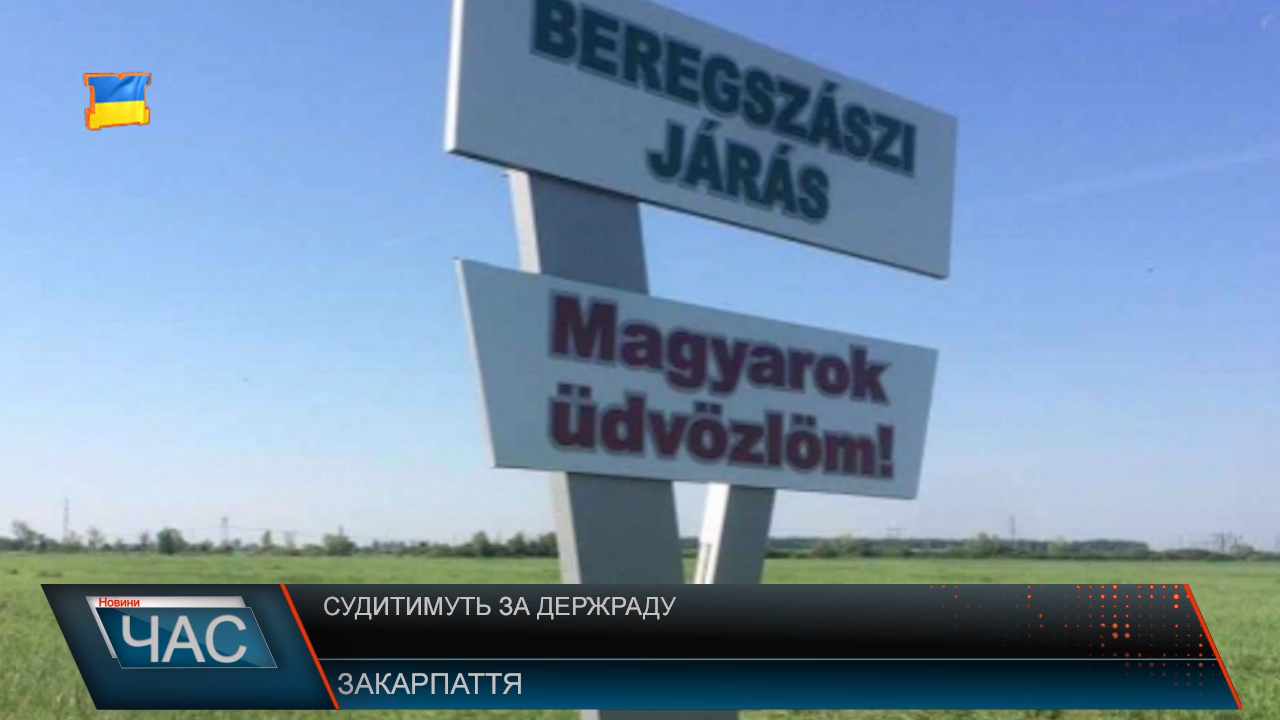 BEREGSZÁSZI
JÁRÁS
Magyarok
üdvözlöm!
Новини
ЧАС
СУДИТИМУТЬ ЗА ДЕРЖРАДУ
ЗАКАРПАТТЯ